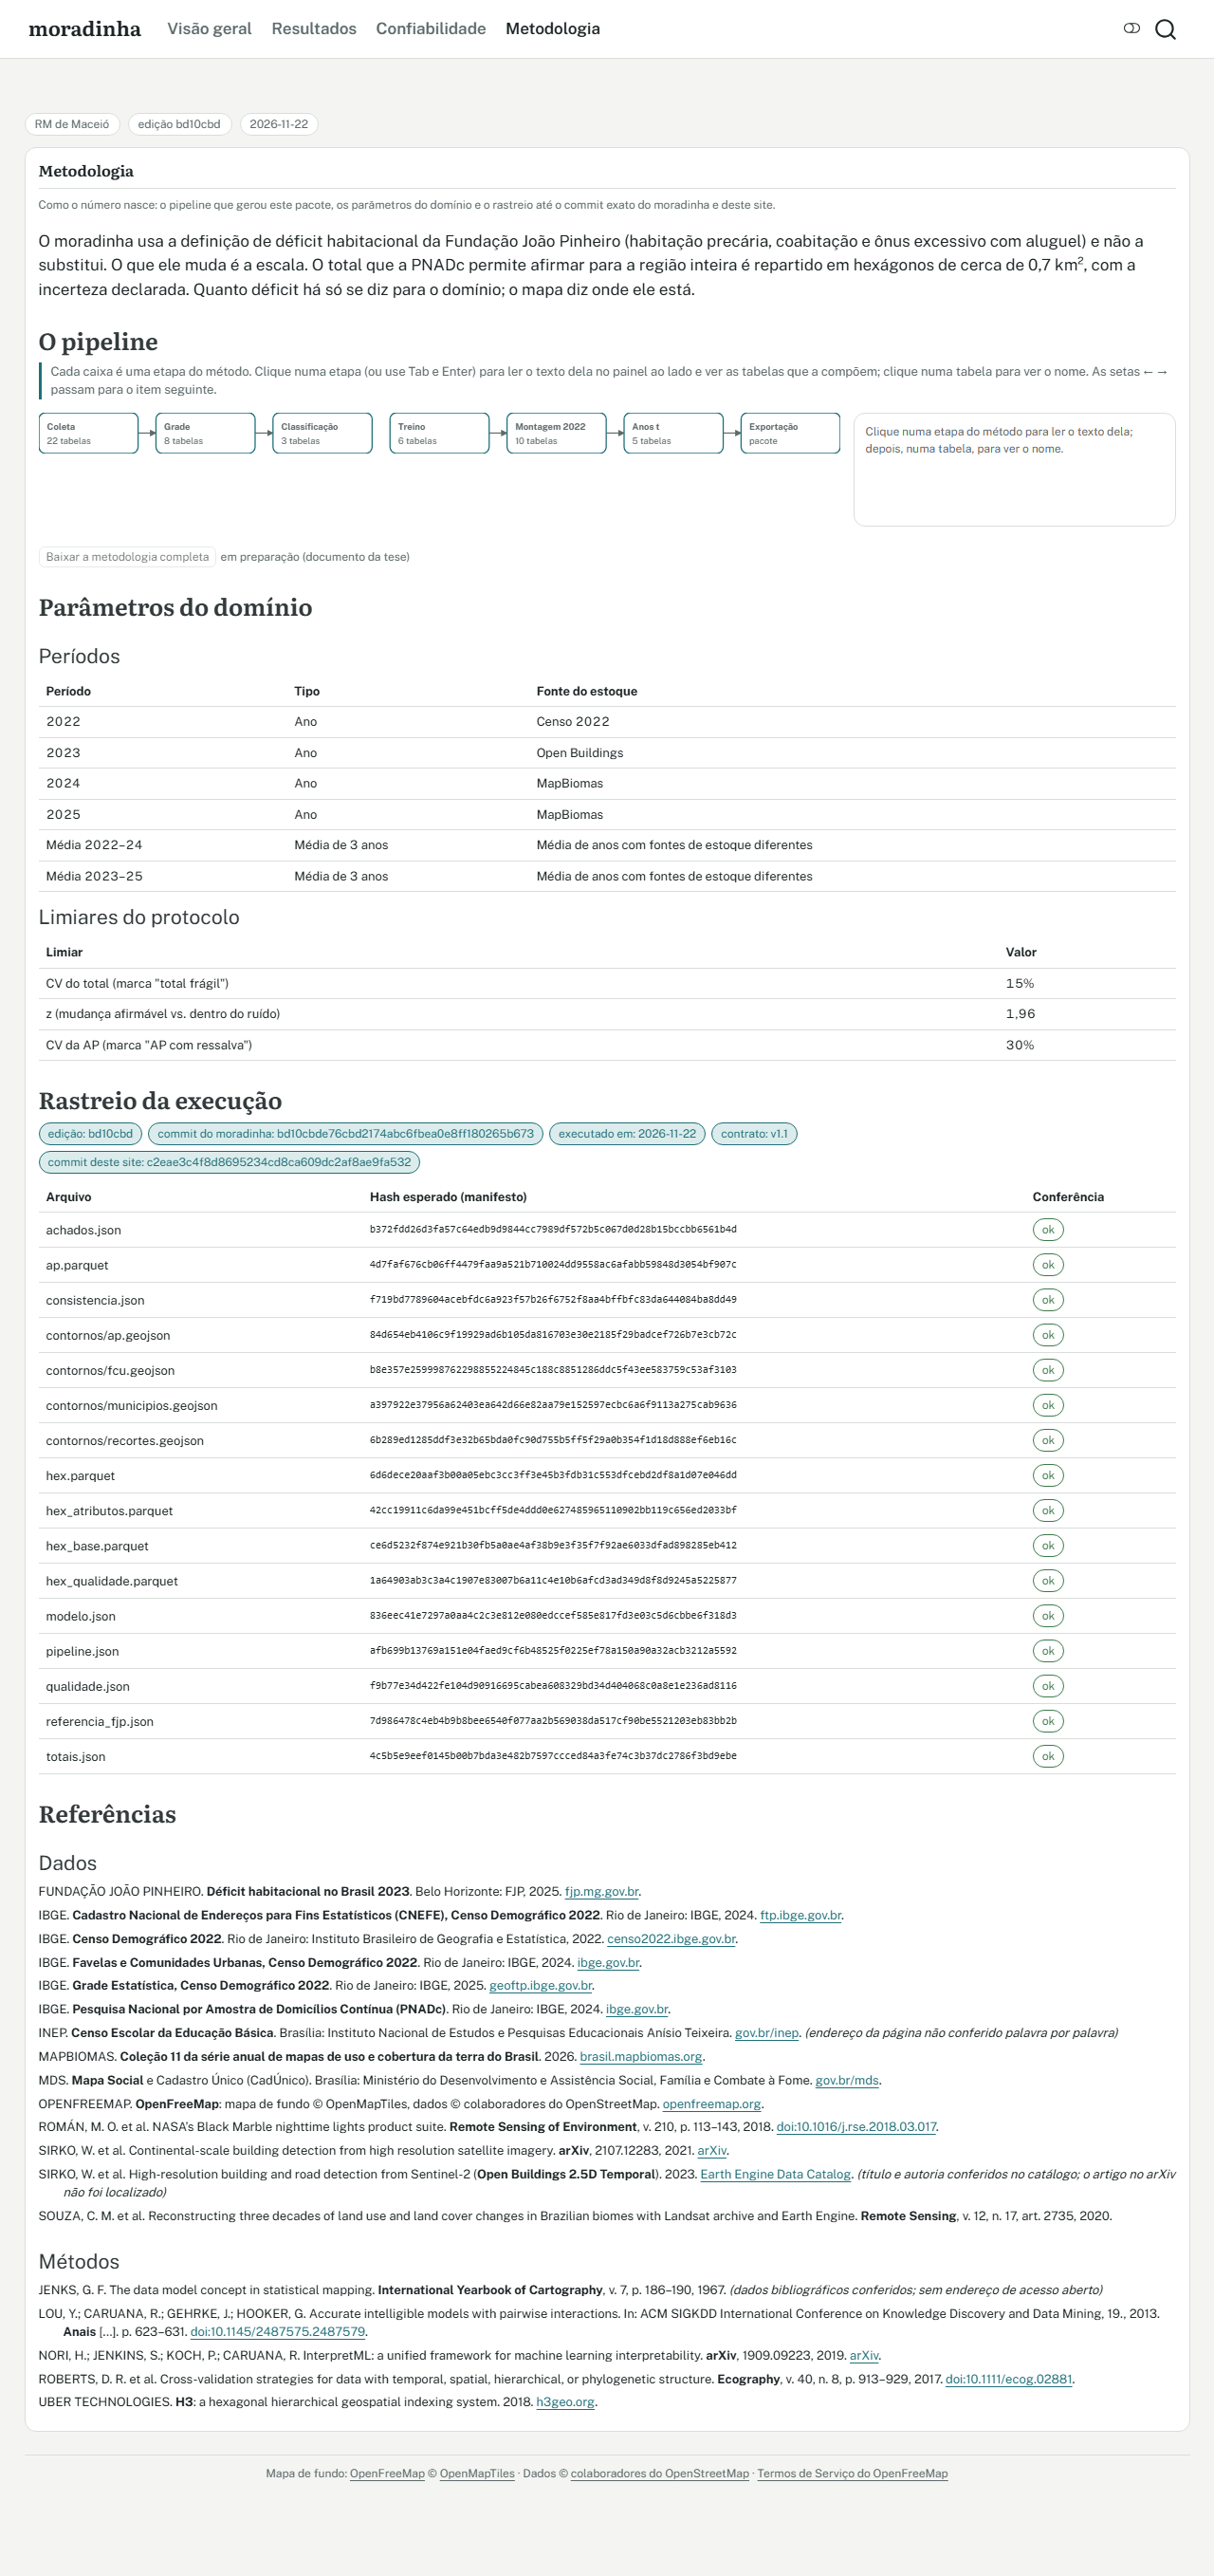 moradinha Visão geral Resultados Confiabilidade Metodologia
RM de Maceió edição bd10cbd 2026-11-22
Metodologia
Como o número nasce: o pipeline que gerou este pacote, os parâmetros do domínio e o rastreio até o commit exato do moradinha e deste site.
O moradinha usa a definição de déficit habitacional da Fundação João Pinheiro (habitação precária, coabitação e ônus excessivo com aluguel) e não a
substitui. O que ele muda é a escala. O total que a PNADc permite afirmar para a região inteira é repartido em hexágonos de cerca de 0,7 km², com a
incerteza declarada. Quanto déficit há só se diz para o domínio; o mapa diz onde ele está.
O pipeline
Cada caixa é uma etapa do método. Clique numa etapa (ou use Tab e Enter) para ler o texto dela no painel ao lado e ver as tabelas que a compõem; clique numa tabela para ver o nome. As setas ←→
passam para o item seguinte.
Coleta Grade Classificação Treino Montagem 2022 Anos t Exportação
22 tabelas 8 tabelas 3 tabelas 6 tabelas 10 tabelas 5 tabelas pacote
Clique numa etapa do método para ler o texto dela;
depois, numa tabela, para ver o nome.
Baixar a metodologia completa em preparação (documento da tese)
Parâmetros do domínio
Períodos
Período Tipo Fonte do estoque
2022 Ano Censo 2022
2023 Ano Open Buildings
2024 Ano MapBiomas
2025 Ano MapBiomas
Média 2022–24 Média de 3 anos Média de anos com fontes de estoque diferentes
Média 2023–25 Média de 3 anos Média de anos com fontes de estoque diferentes
Limiares do protocolo
Limiar Valor
CV do total (marca "total frágil") 15%
z (mudança afirmável vs. dentro do ruído) 1,96
CV da AP (marca "AP com ressalva") 30%
Rastreio da execução
edição: bd10cbd commit do moradinha: bd10cbde76cbd2174abc6fbea0e8ff180265b673 executado em: 2026-11-22 contrato: v1.1
commit deste site: c2eae3c4f8d8695234cd8ca609dc2af8ae9fa532
Arquivo Hash esperado (manifesto) Conferência
achados.json b372fdd26d3fa57c64edb9d9844cc7989df572b5c067d0d28b15bccbb6561b4d ok
ap.parquet 4d7faf676cb06ff4479faa9a521b710024dd9558ac6afabb59848d3054bf907c ok
consistencia.json f719bd7789604acebfdc6a923f57b26f6752f8aa4bffbfc83da644084ba8dd49 ok
contornos/ap.geojson 84d654eb4106c9f19929ad6b105da816703e30e2185f29badcef726b7e3cb72c ok
contornos/fcu.geojson b8e357e259998762298855224845c188c8851286ddc5f43ee583759c53af3103 ok
contornos/municipios.geojson a397922e37956a62403ea642d66e82aa79e152597ecbc6a6f9113a275cab9636 ok
contornos/recortes.geojson 6b289ed1285ddf3e32b65bda0fc90d755b5ff5f29a0b354f1d18d888ef6eb16c ok
hex.parquet 6d6dece20aaf3b00a05ebc3cc3ff3e45b3fdb31c553dfcebd2df8a1d07e046dd ok
hex_atributos.parquet 42cc19911c6da99e451bcff5de4ddd0e627485965110902bb119c656ed2033bf ok
hex_base.parquet ce6d5232f874e921b30fb5a0ae4af38b9e3f35f7f92ae6033dfad898285eb412 ok
hex_qualidade.parquet 1a64903ab3c3a4c1907e83007b6a11c4e10b6afcd3ad349d8f8d9245a5225877 ok
modelo.json 836eec41e7297a0aa4c2c3e812e080edccef585e817fd3e03c5d6cbbe6f318d3 ok
pipeline.json afb699b13769a151e04faed9cf6b48525f0225ef78a150a90a32acb3212a5592 ok
qualidade.json f9b77e34d422fe104d90916695cabea608329bd34d404068c0a8e1e236ad8116 ok
referencia_fjp.json 7d986478c4eb4b9b8bee6540f077aa2b569038da517cf90be5521203eb83bb2b ok
totais.json 4c5b5e9eef0145b00b7bda3e482b7597ccced84a3fe74c3b37dc2786f3bd9ebe ok
Referências
Dados
FUNDAÇÃO JOÃO PINHEIRO. Déficit habitacional no Brasil 2023. Belo Horizonte: FJP, 2025. fjp.mg.gov.br.
IBGE. Cadastro Nacional de Endereços para Fins Estatísticos (CNEFE), Censo Demográfico 2022. Rio de Janeiro: IBGE, 2024. ftp.ibge.gov.br.
IBGE. Censo Demográfico 2022. Rio de Janeiro: Instituto Brasileiro de Geografia e Estatística, 2022. censo2022.ibge.gov.br.
IBGE. Favelas e Comunidades Urbanas, Censo Demográfico 2022. Rio de Janeiro: IBGE, 2024. ibge.gov.br.
IBGE. Grade Estatística, Censo Demográfico 2022. Rio de Janeiro: IBGE, 2025. geoftp.ibge.gov.br.
IBGE. Pesquisa Nacional por Amostra de Domicílios Contínua (PNADc). Rio de Janeiro: IBGE, 2024. ibge.gov.br.
INEP. Censo Escolar da Educação Básica. Brasília: Instituto Nacional de Estudos e Pesquisas Educacionais Anísio Teixeira. gov.br/inep. (endereço da página não conferido palavra por palavra)
MAPBIOMAS. Coleção 11 da série anual de mapas de uso e cobertura da terra do Brasil. 2026. brasil.mapbiomas.org.
MDS. Mapa Social e Cadastro Único (CadÚnico). Brasília: Ministério do Desenvolvimento e Assistência Social, Família e Combate à Fome. gov.br/mds.
OPENFREEMAP. OpenFreeMap: mapa de fundo © OpenMapTiles, dados © colaboradores do OpenStreetMap. openfreemap.org.
ROMÁN, M. O. et al. NASA's Black Marble nighttime lights product suite. Remote Sensing of Environment, v. 210, p. 113–143, 2018. doi:10.1016/j.rse.2018.03.017.
SIRKO, W. et al. Continental-scale building detection from high resolution satellite imagery. arXiv, 2107.12283, 2021. arXiv.
SIRKO, W. et al. High-resolution building and road detection from Sentinel-2 (Open Buildings 2.5D Temporal). 2023. Earth Engine Data Catalog. (título e autoria conferidos no catálogo; o artigo no arXiv
não foi localizado)
SOUZA, C. M. et al. Reconstructing three decades of land use and land cover changes in Brazilian biomes with Landsat archive and Earth Engine. Remote Sensing, v. 12, n. 17, art. 2735, 2020.
Métodos
JENKS, G. F. The data model concept in statistical mapping. International Yearbook of Cartography, v. 7, p. 186–190, 1967. (dados bibliográficos conferidos; sem endereço de acesso aberto)
LOU, Y.; CARUANA, R.; GEHRKE, J.; HOOKER, G. Accurate intelligible models with pairwise interactions. In: ACM SIGKDD International Conference on Knowledge Discovery and Data Mining, 19., 2013.
Anais [...]. p. 623–631. doi:10.1145/2487575.2487579.
NORI, H.; JENKINS, S.; KOCH, P.; CARUANA, R. InterpretML: a unified framework for machine learning interpretability. arXiv, 1909.09223, 2019. arXiv.
ROBERTS, D. R. et al. Cross-validation strategies for data with temporal, spatial, hierarchical, or phylogenetic structure. Ecography, v. 40, n. 8, p. 913–929, 2017. doi:10.1111/ecog.02881.
UBER TECHNOLOGIES. H3: a hexagonal hierarchical geospatial indexing system. 2018. h3geo.org.
Mapa de fundo: OpenFreeMap © OpenMapTiles · Dados © colaboradores do OpenStreetMap · Termos de Serviço do OpenFreeMap